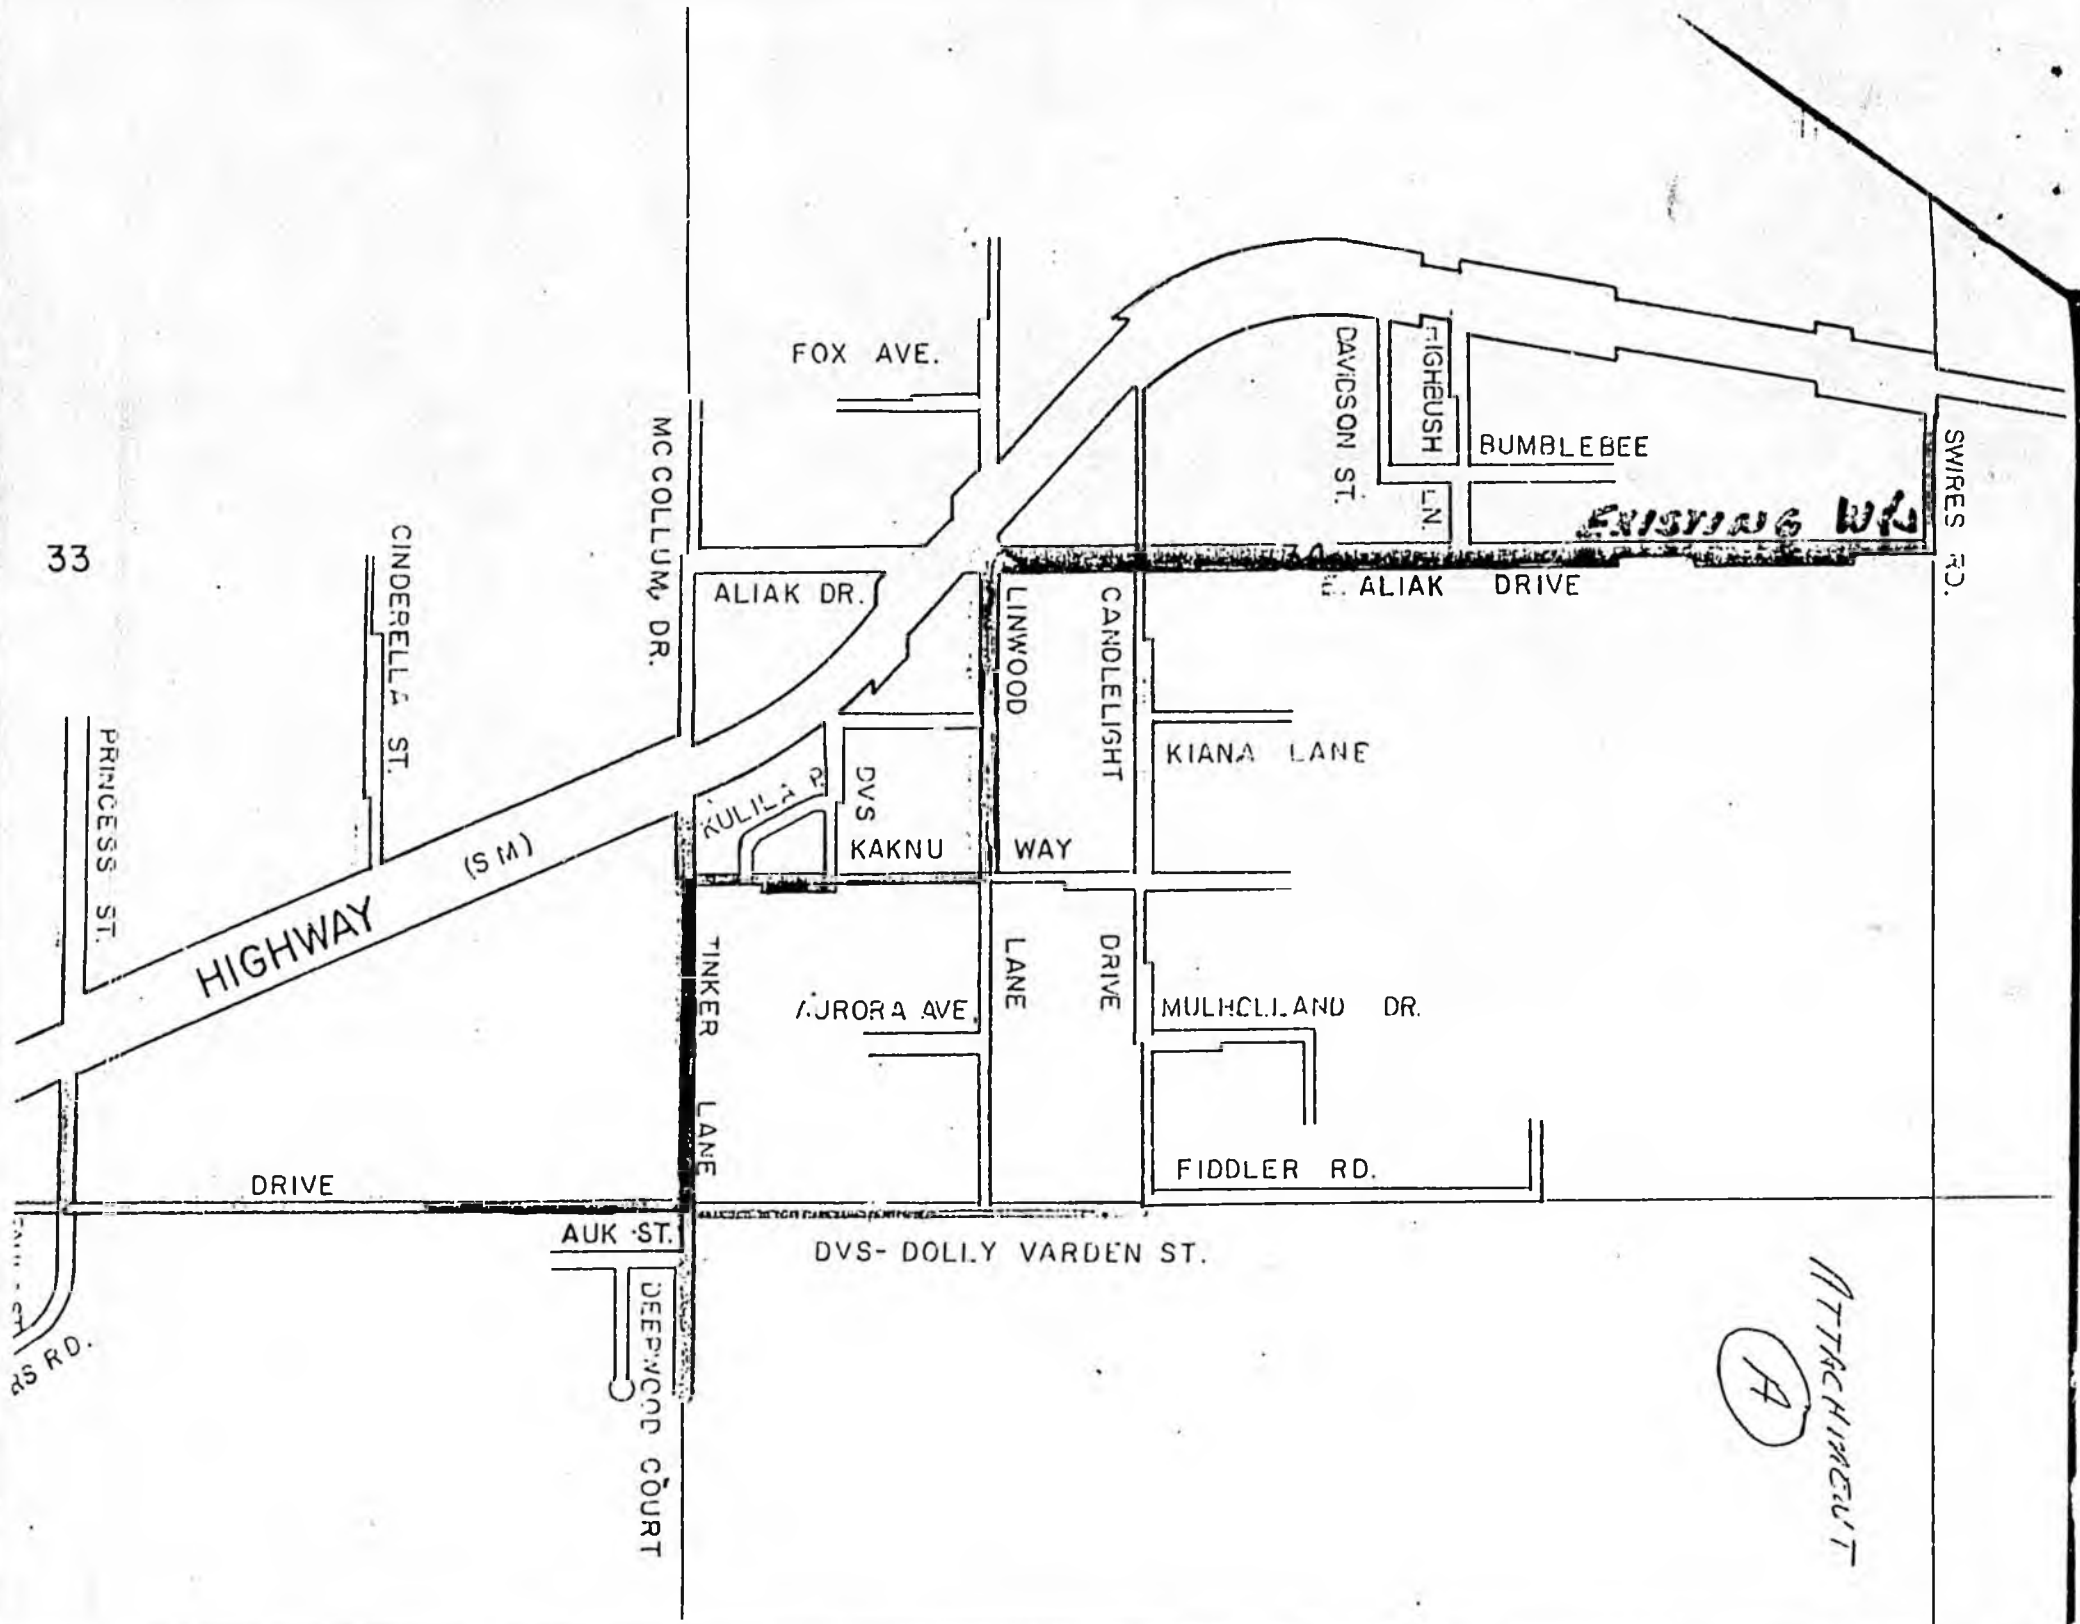 FOX AVE.
MC COLLUM, DR.
DAVIDSON ST.
HIGHBUSH LN.
BUMBLEBEE
SWIRES RD.
EXISTING
33
CINDERELLA ST.
ALIAK DR.
E. ALIAK DRIVE
LINWOOD LANE
CANDLELIGHT DRIVE
PRINCESS ST.
KIANA LANE
KULILA
DVS
KAKNU WAY
(S M)
HIGHWAY
TINKER LANE
AURORA AVE.
MULHOLLAND DR.
FIDDLER RD.
DRIVE
AUK ST.
DVS- DOLLY VARDEN ST.
DEEPWOOD COURT
RD.
ATTACHMENT
A